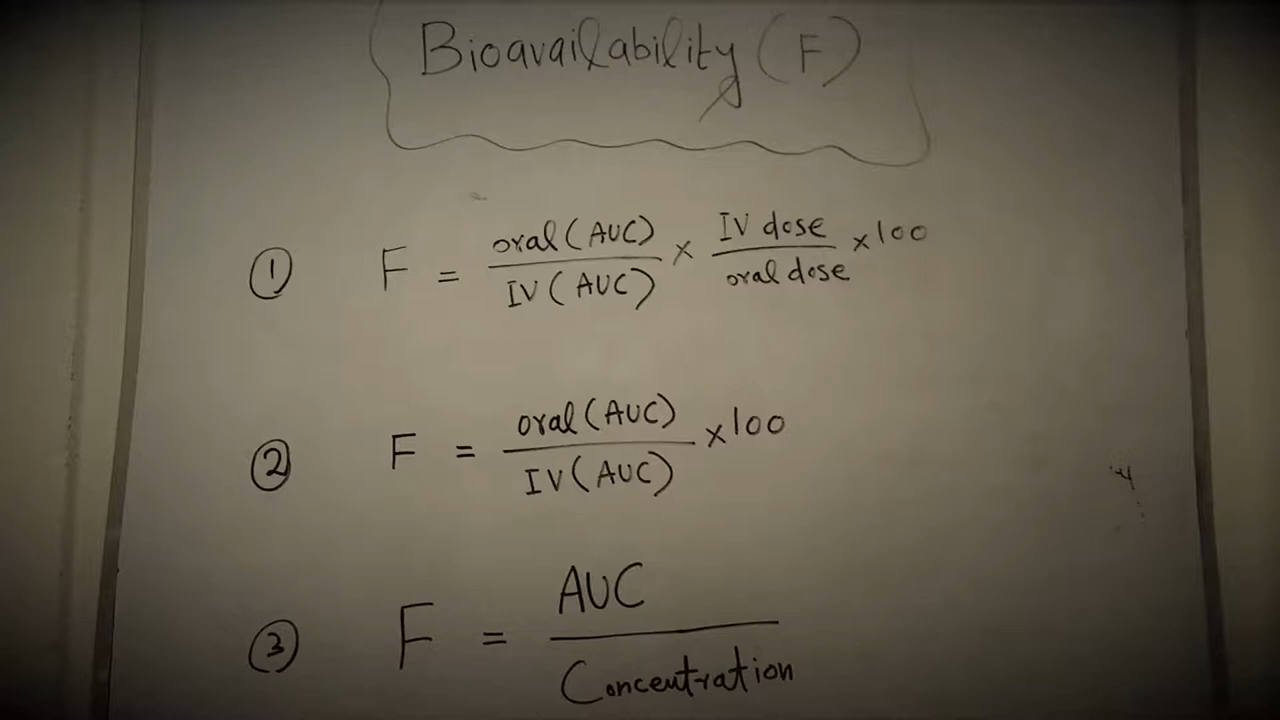 Bioavailability (F)
① F = oral (AUC) / IV (AUC) × IV dose / oral dose × 100
② F = oral (AUC) / IV (AUC) × 100
③ F = AUC / Concentration